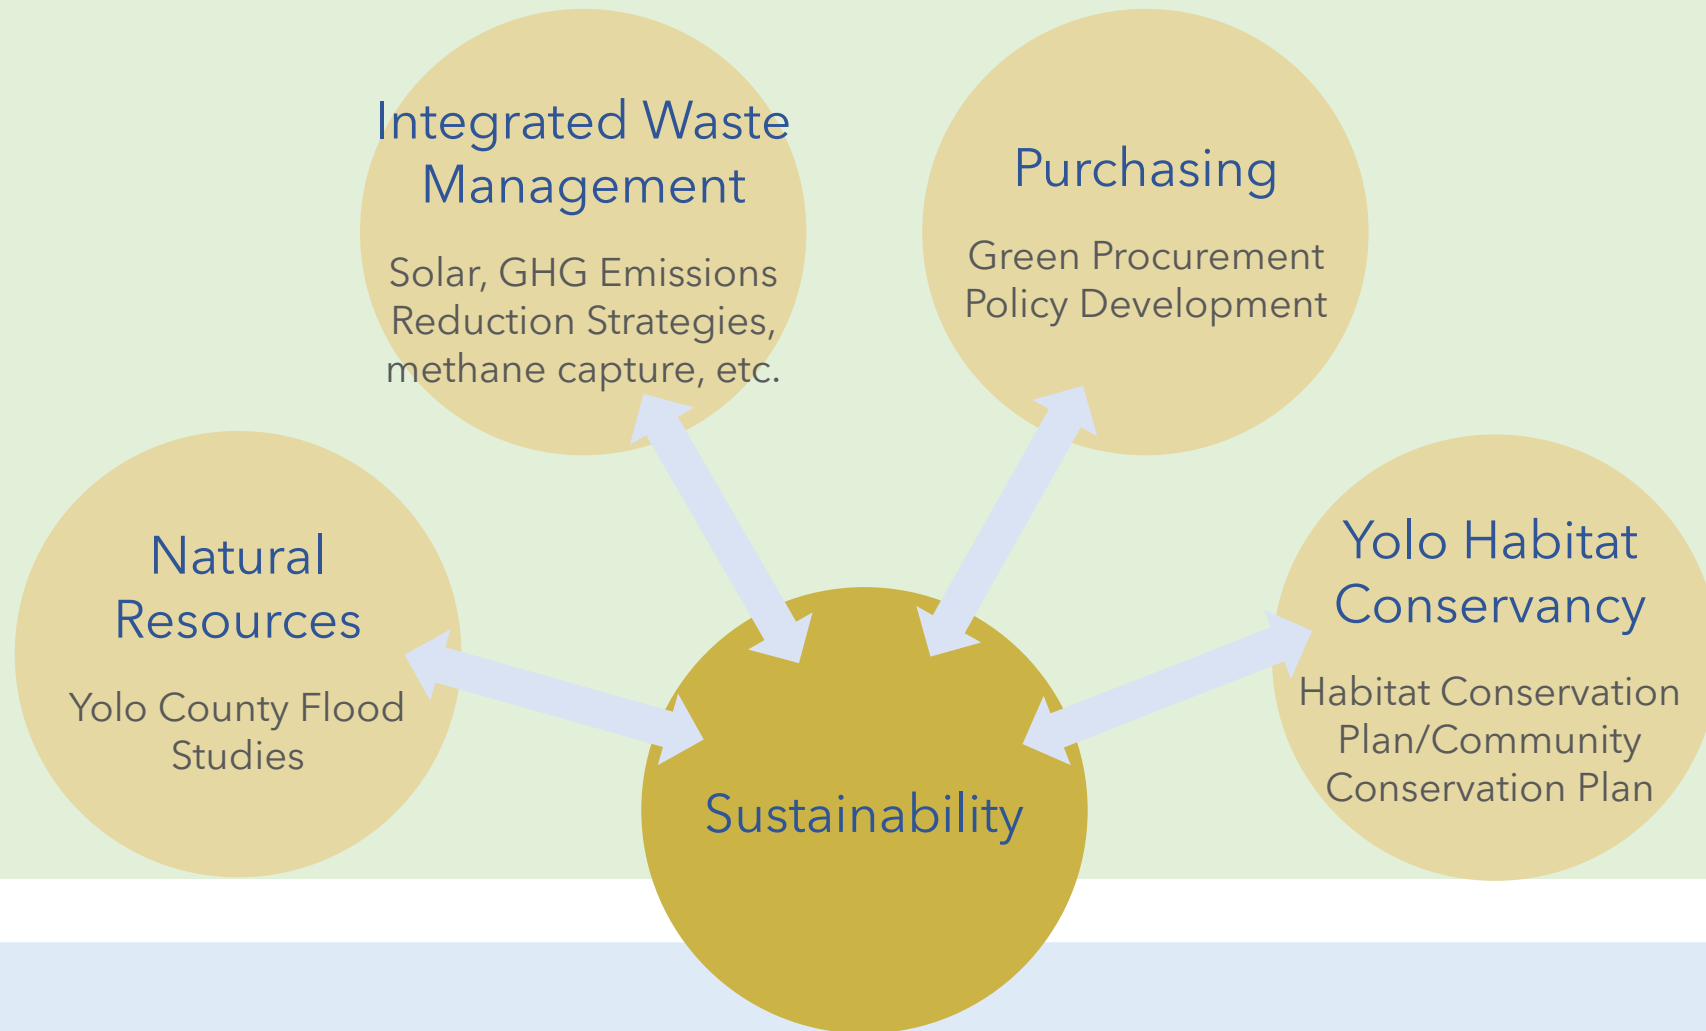 Integrated Waste
Management
Solar, GHG Emissions
Reduction Strategies,
methane capture, etc.
Purchasing
Green Procurement
Policy Development
Natural
Resources
Yolo County Flood
Studies
Yolo Habitat
Conservancy
Habitat Conservation
Plan/Community
Conservation Plan
Sustainability